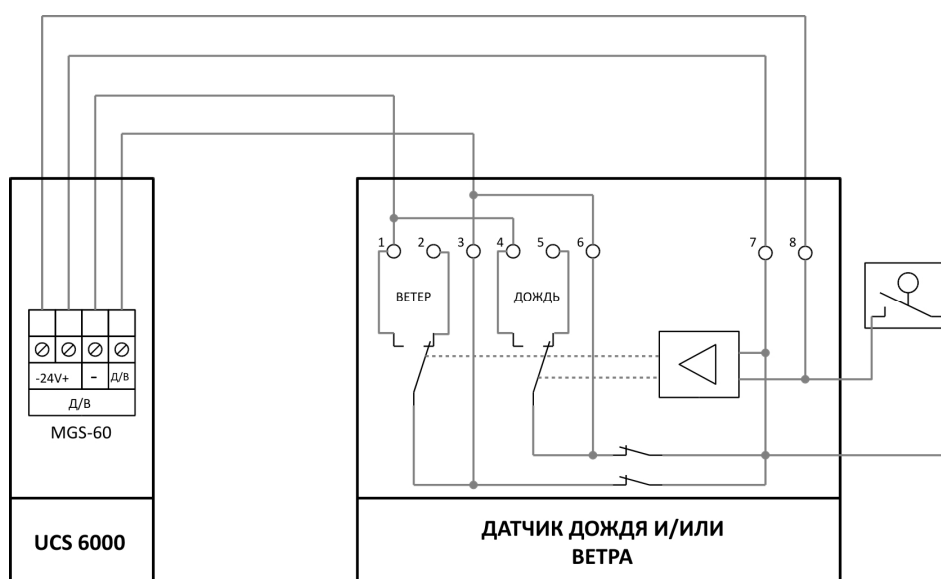 1 2 3 4 5 6 7 8
ВЕТЕР ДОЖДЬ
-24V+ - Д/В
Д/В
MGS-60
UCS 6000
ДАТЧИК ДОЖДЯ И/ИЛИ
ВЕТРА